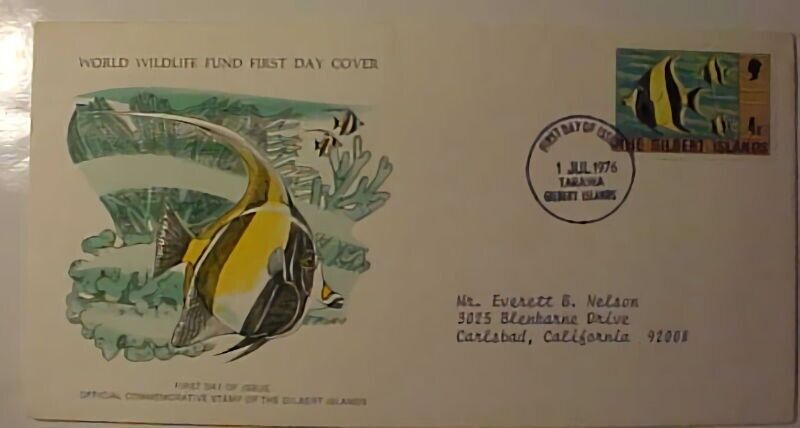 WORLD WILDLIFE FUND FIRST DAY COVER
4c
THE GILBERT ISLANDS
FIRST DAY OF ISSUE
1 JUL 1976
TARAWA
GILBERT ISLANDS
Mr. Everett B. Nelson
3025 Blenkarne Drive
Carlsbad, California 92008
FIRST DAY OF ISSUE
OFFICIAL COMMEMORATIVE STAMP OF THE GILBERT ISLANDS